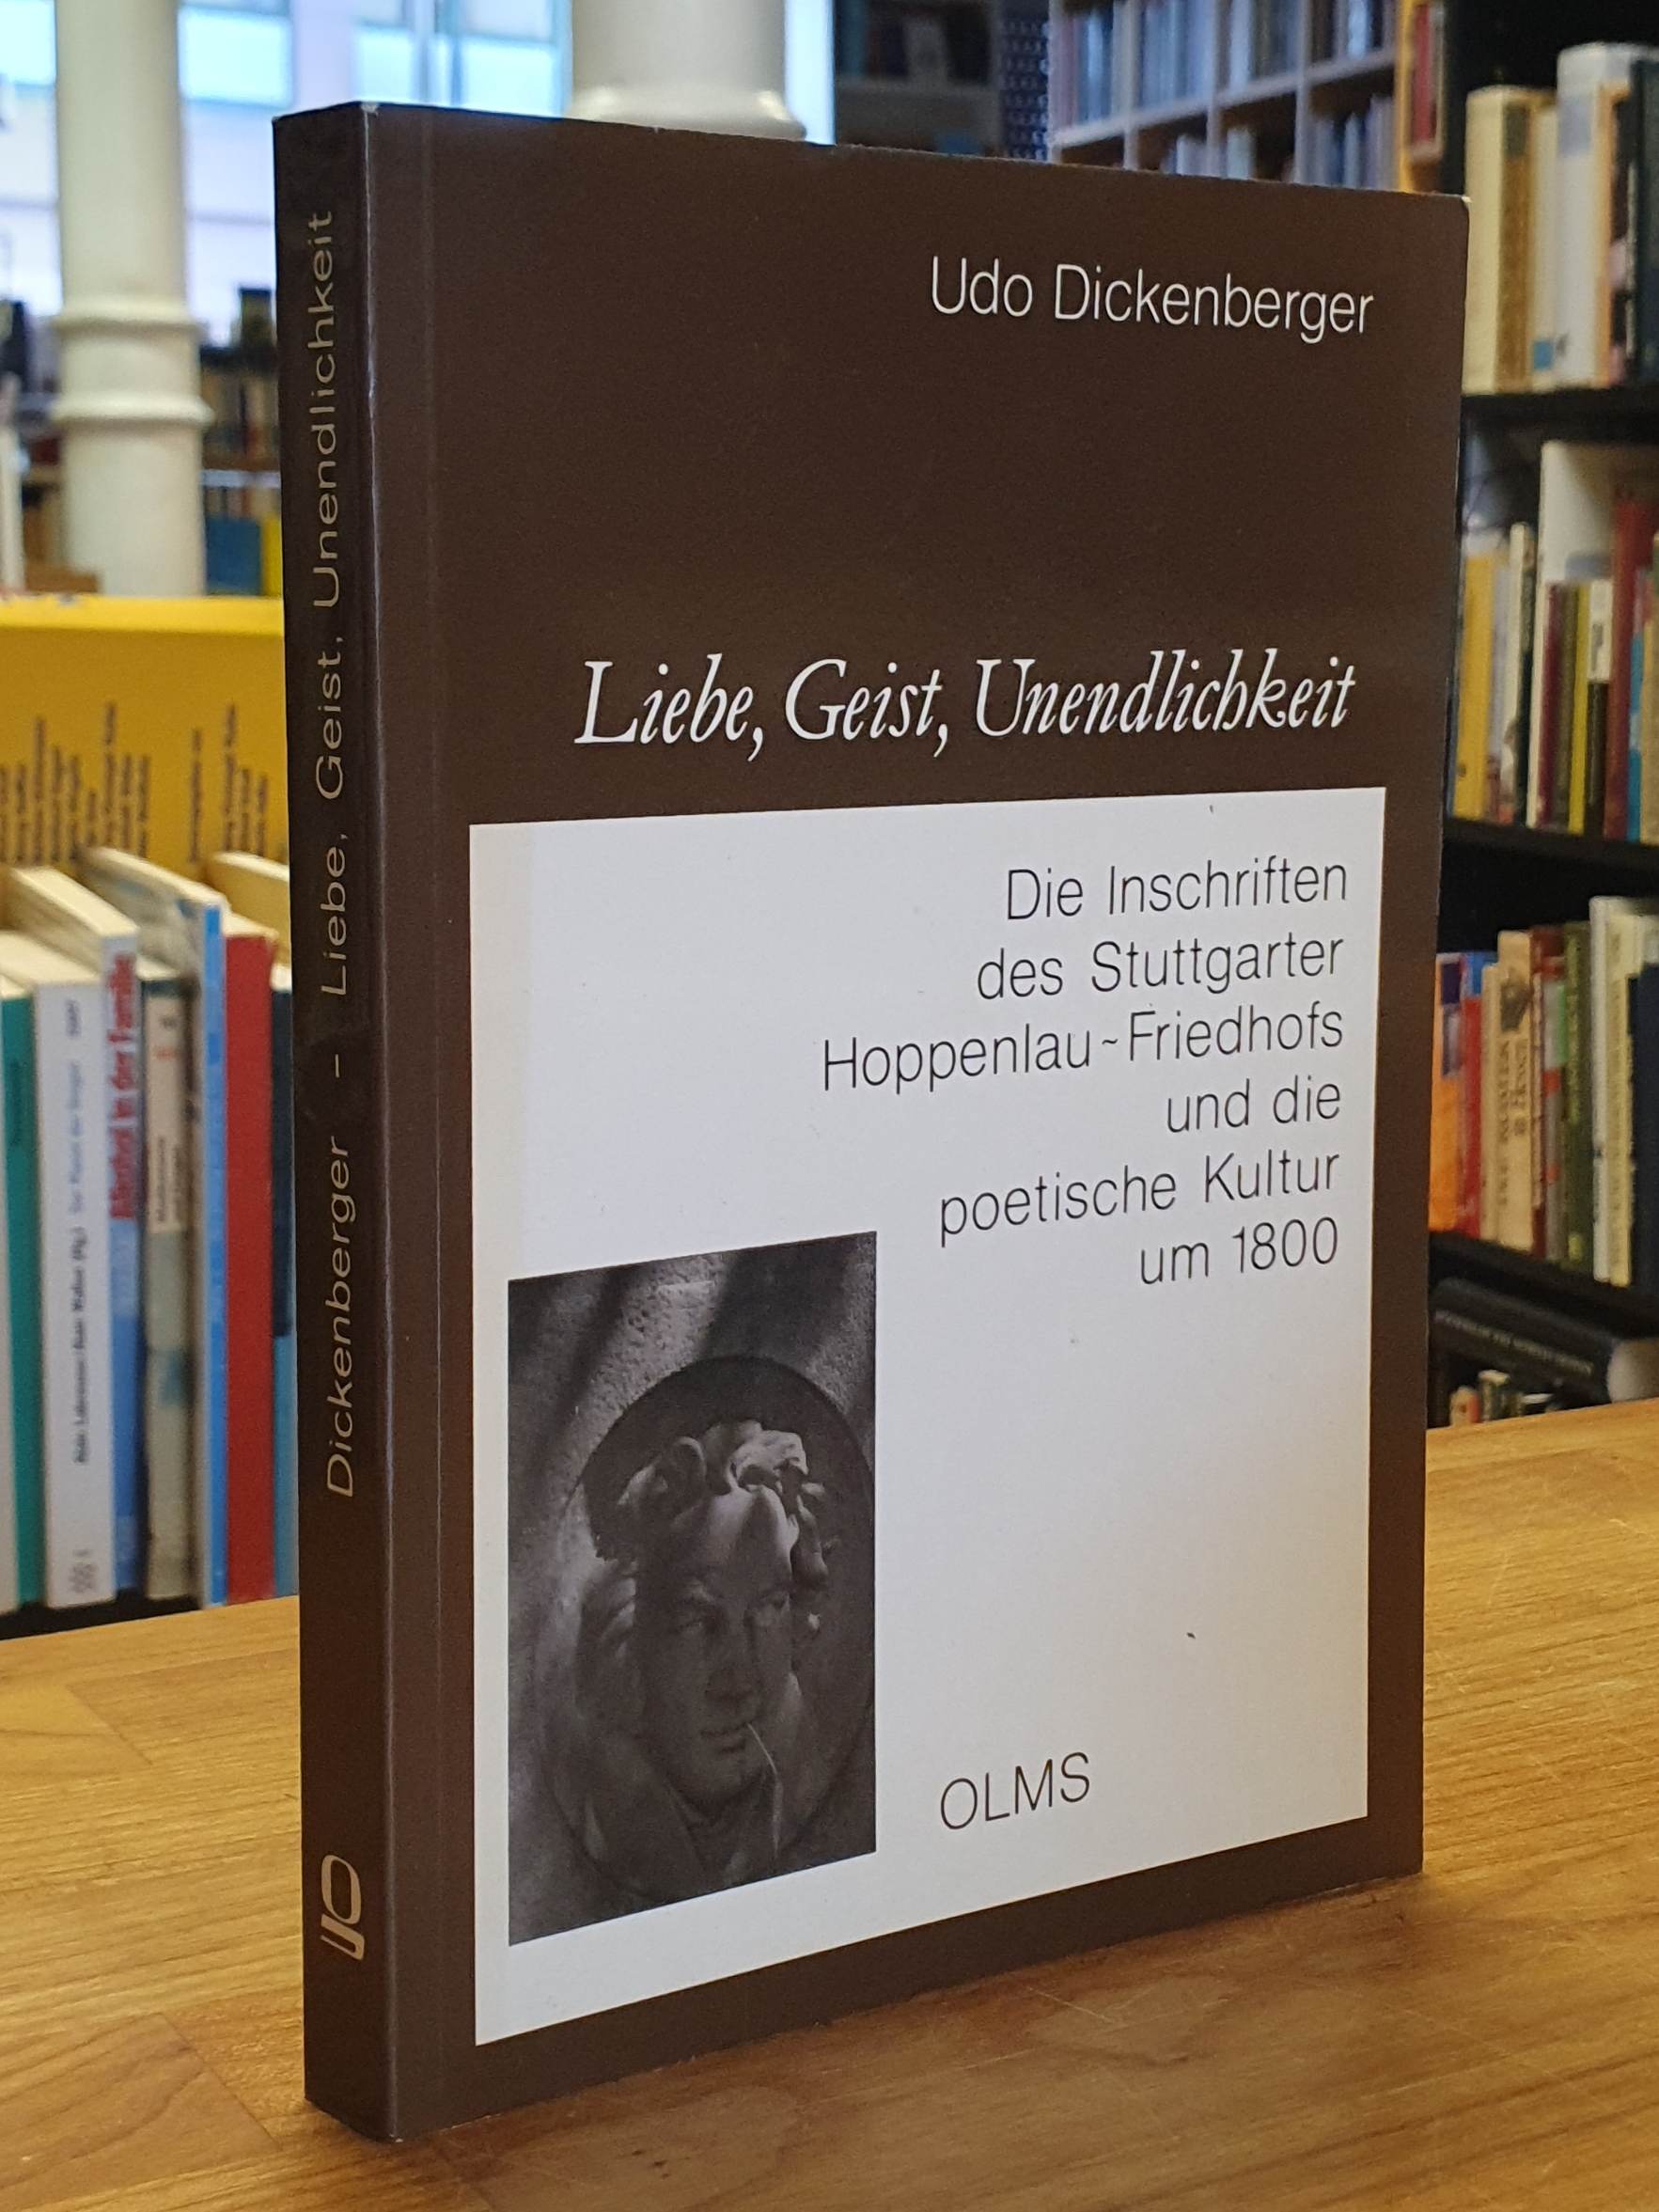 Udo Dickenberger
Liebe, Geist, Unendlichkeit
Die Inschriften
des Stuttgarter
Hoppenlau-Friedhofs
und die
poetische Kultur
um 1800
OLMS
Dickenberger – Liebe, Geist, Unendlichkeit